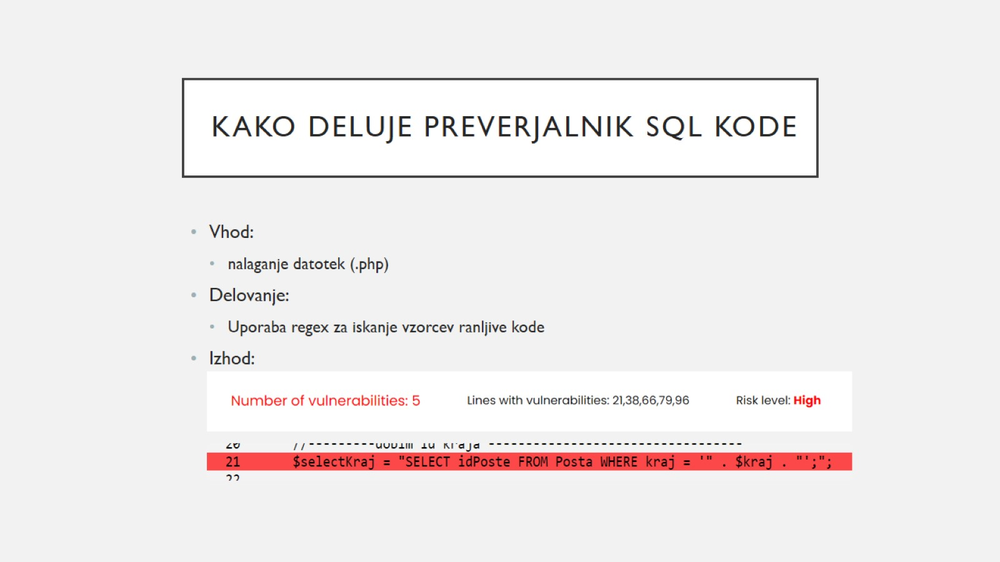 KAKO DELUJE PREVERJALNIK SQL KODE
• Vhod:
• nalaganje datotek (.php)
• Delovanje:
• Uporaba regex za iskanje vzorcev ranljive kode
• Izhod:
Number of vulnerabilities: 5 Lines with vulnerabilities: 21,38,66,79,96 Risk level: High
20 //---------dobim id kraja ----------------------------------
21 $selectKraj = "SELECT idPoste FROM Posta WHERE kraj = '" . $kraj . "';";
22